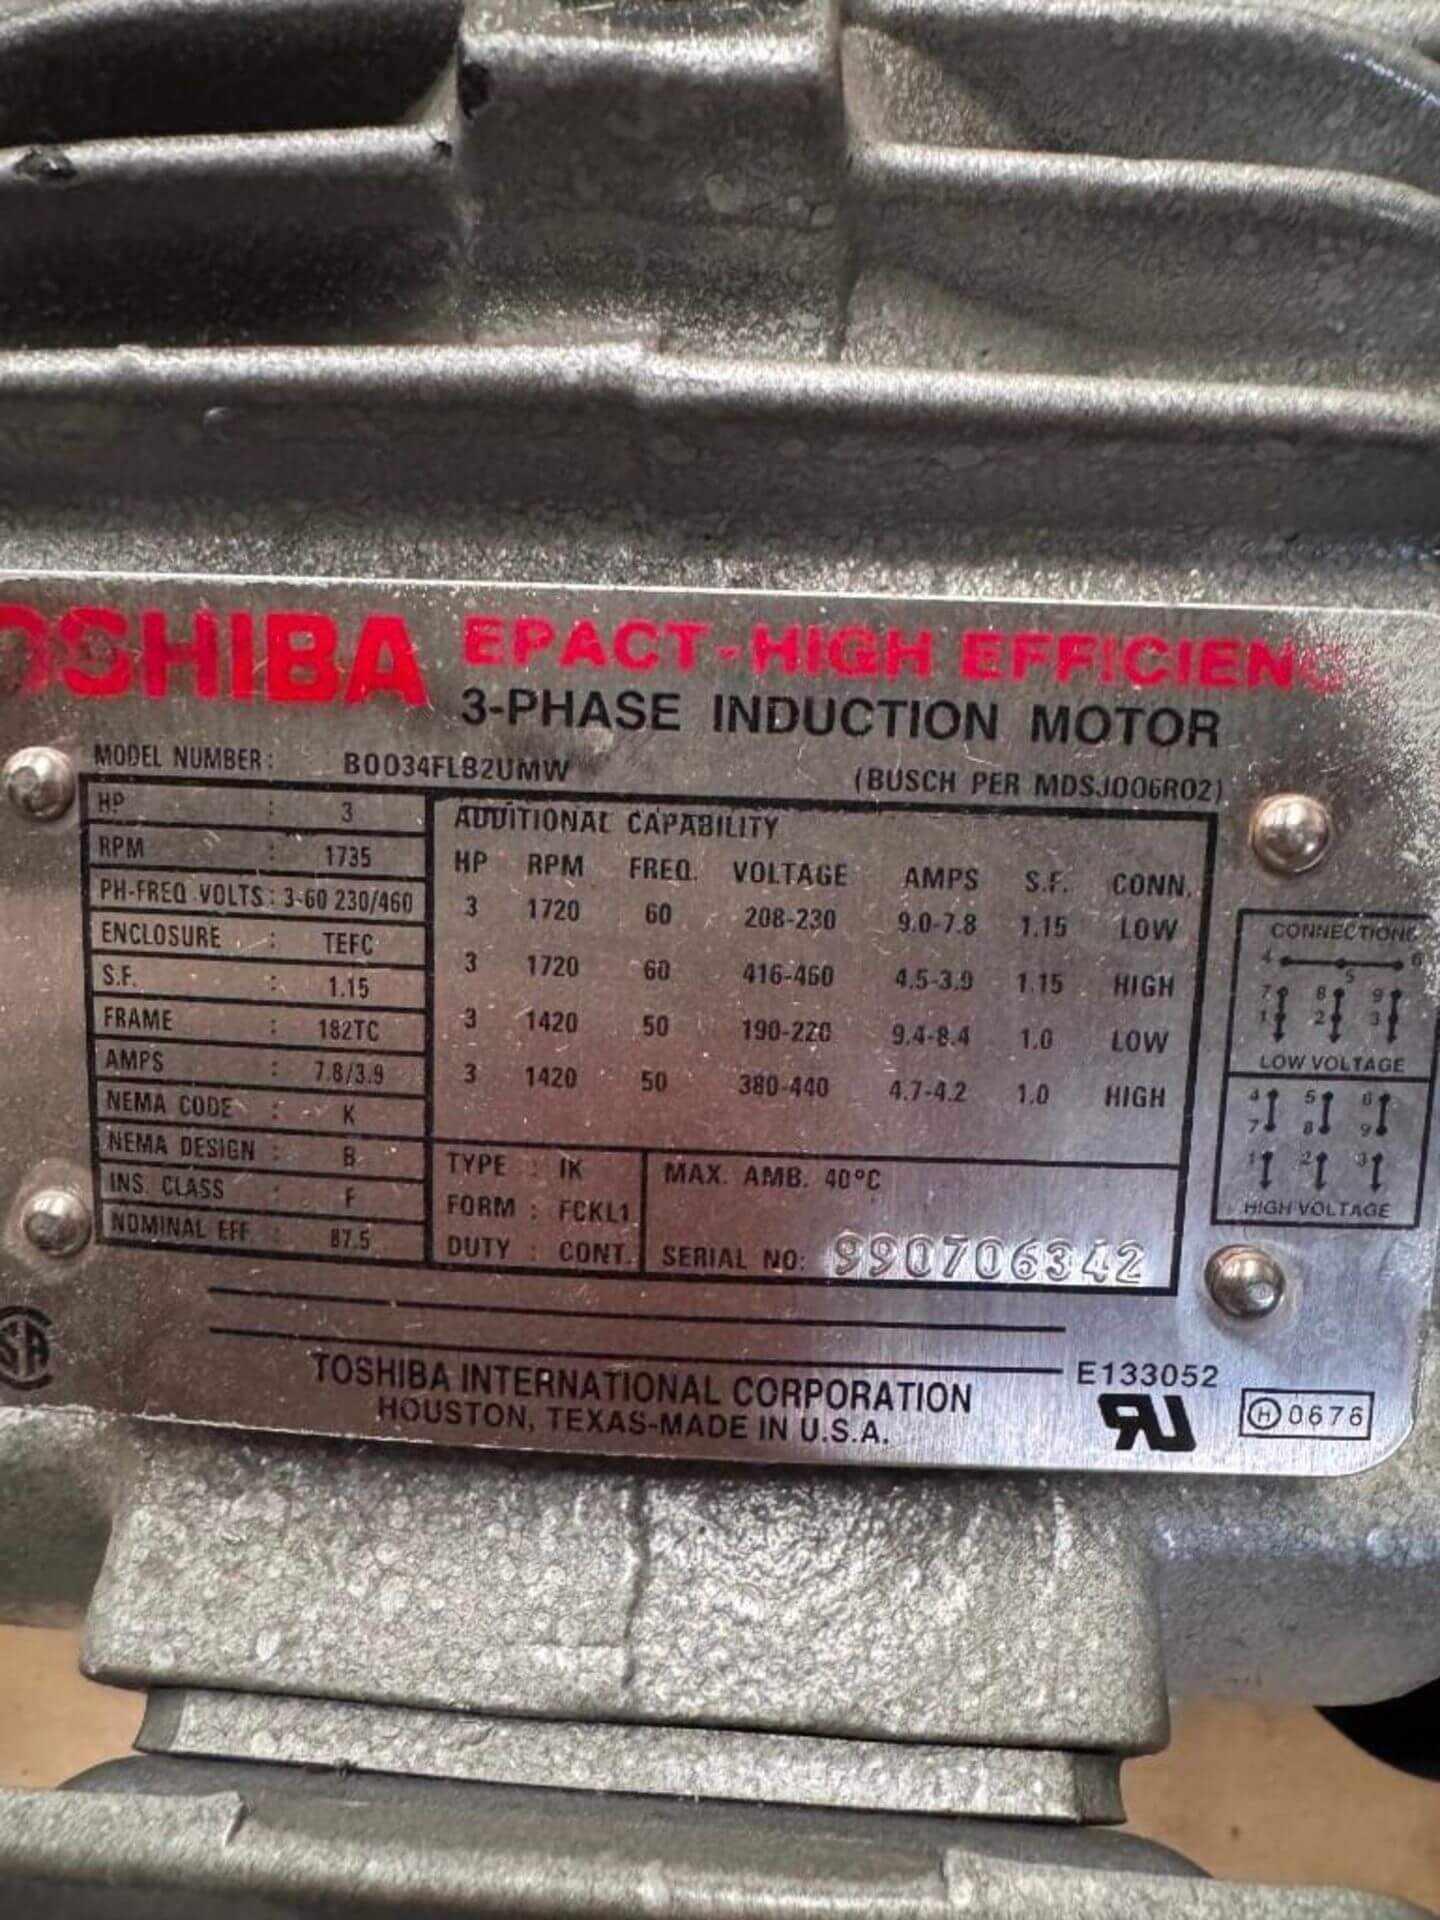 TOSHIBA EPACT-HIGH EFFICIENC
3-PHASE INDUCTION MOTOR
MODEL NUMBER: B0034FLB2UMW (BUSCH PER MDSJ006R02)
HP : 3
RPM : 1735
PH-FREQ. VOLTS : 3-60 230/460
ENCLOSURE : TEFC
S.F. : 1.15
FRAME : 182TC
AMPS : 7.8/3.9
NEMA CODE : K
NEMA DESIGN : B
INS. CLASS : F
NOMINAL EFF. : 87.5
ADDITIONAL CAPABILITY
HP RPM FREQ. VOLTAGE AMPS S.F. CONN.
3 1720 60 208-230 9.0-7.8 1.15 LOW
3 1720 60 416-460 4.5-3.9 1.15 HIGH
3 1420 50 190-220 9.4-8.4 1.0 LOW
3 1420 50 380-440 4.7-4.2 1.0 HIGH
TYPE : IK
FORM : FCKL1
DUTY : CONT.
MAX. AMB. 40°C
SERIAL NO: 990706342
CONNECTIONS
4 5 6
7 8 9
1 2 3
LOW VOLTAGE
4 5 6
7 8 9
1 2 3
HIGH VOLTAGE
SA
TOSHIBA INTERNATIONAL CORPORATION
HOUSTON, TEXAS-MADE IN U.S.A.
E133052
RU
H 0676